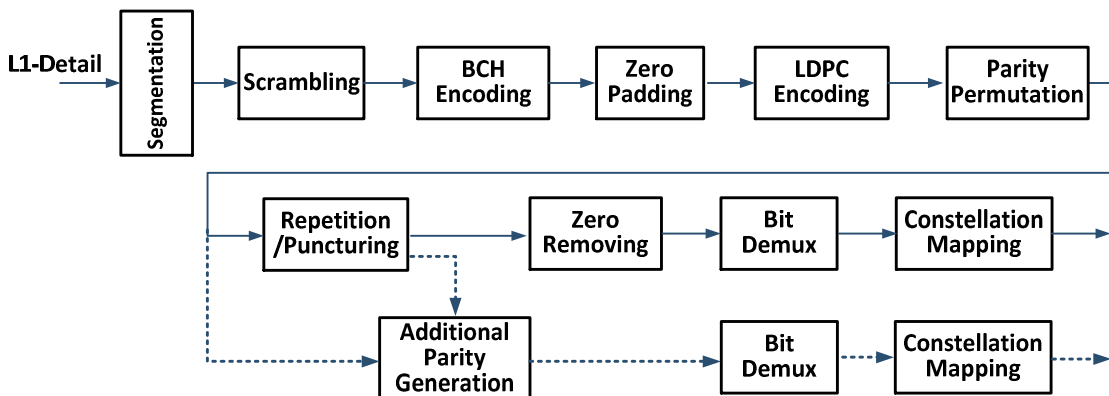 L1-Detail
Segmentation
Scrambling
BCH
Encoding
Zero
Padding
LDPC
Encoding
Parity
Permutation
Repetition
/Puncturing
Zero
Removing
Bit
Demux
Constellation
Mapping
Additional
Parity
Generation
Bit
Demux
Constellation
Mapping